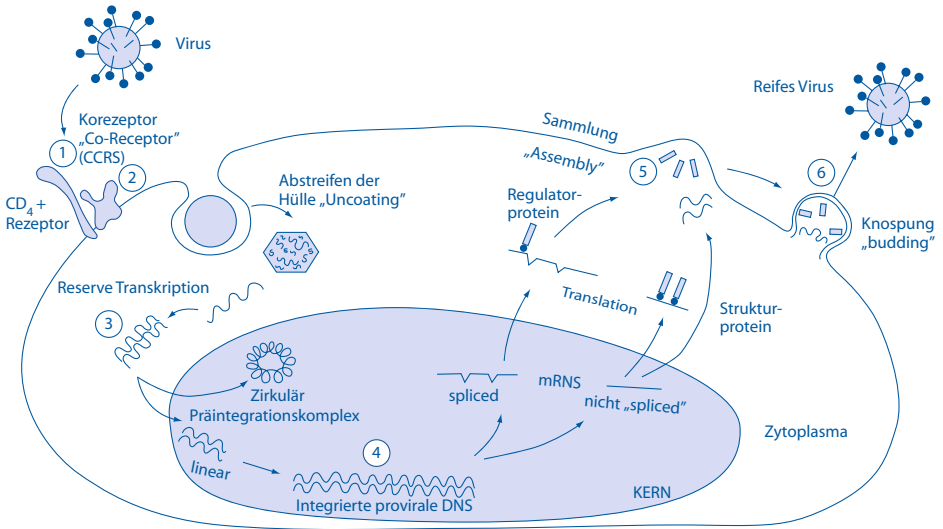 Virus
Reifes Virus
Korezeptor
„Co-Receptor”
(CCRS)
1
2
CD4 +
Rezeptor
Abstreifen der
Hülle „Uncoating”
Sammlung
„Assembly”
5
6
Regulator-
protein
Knospung
„budding”
Reserve Transkription
3
Translation
Struktur-
protein
Zirkulär
Präintegrationskomplex
linear
4
Integrierte provirale DNS
spliced
mRNS
nicht „spliced”
Zytoplasma
KERN